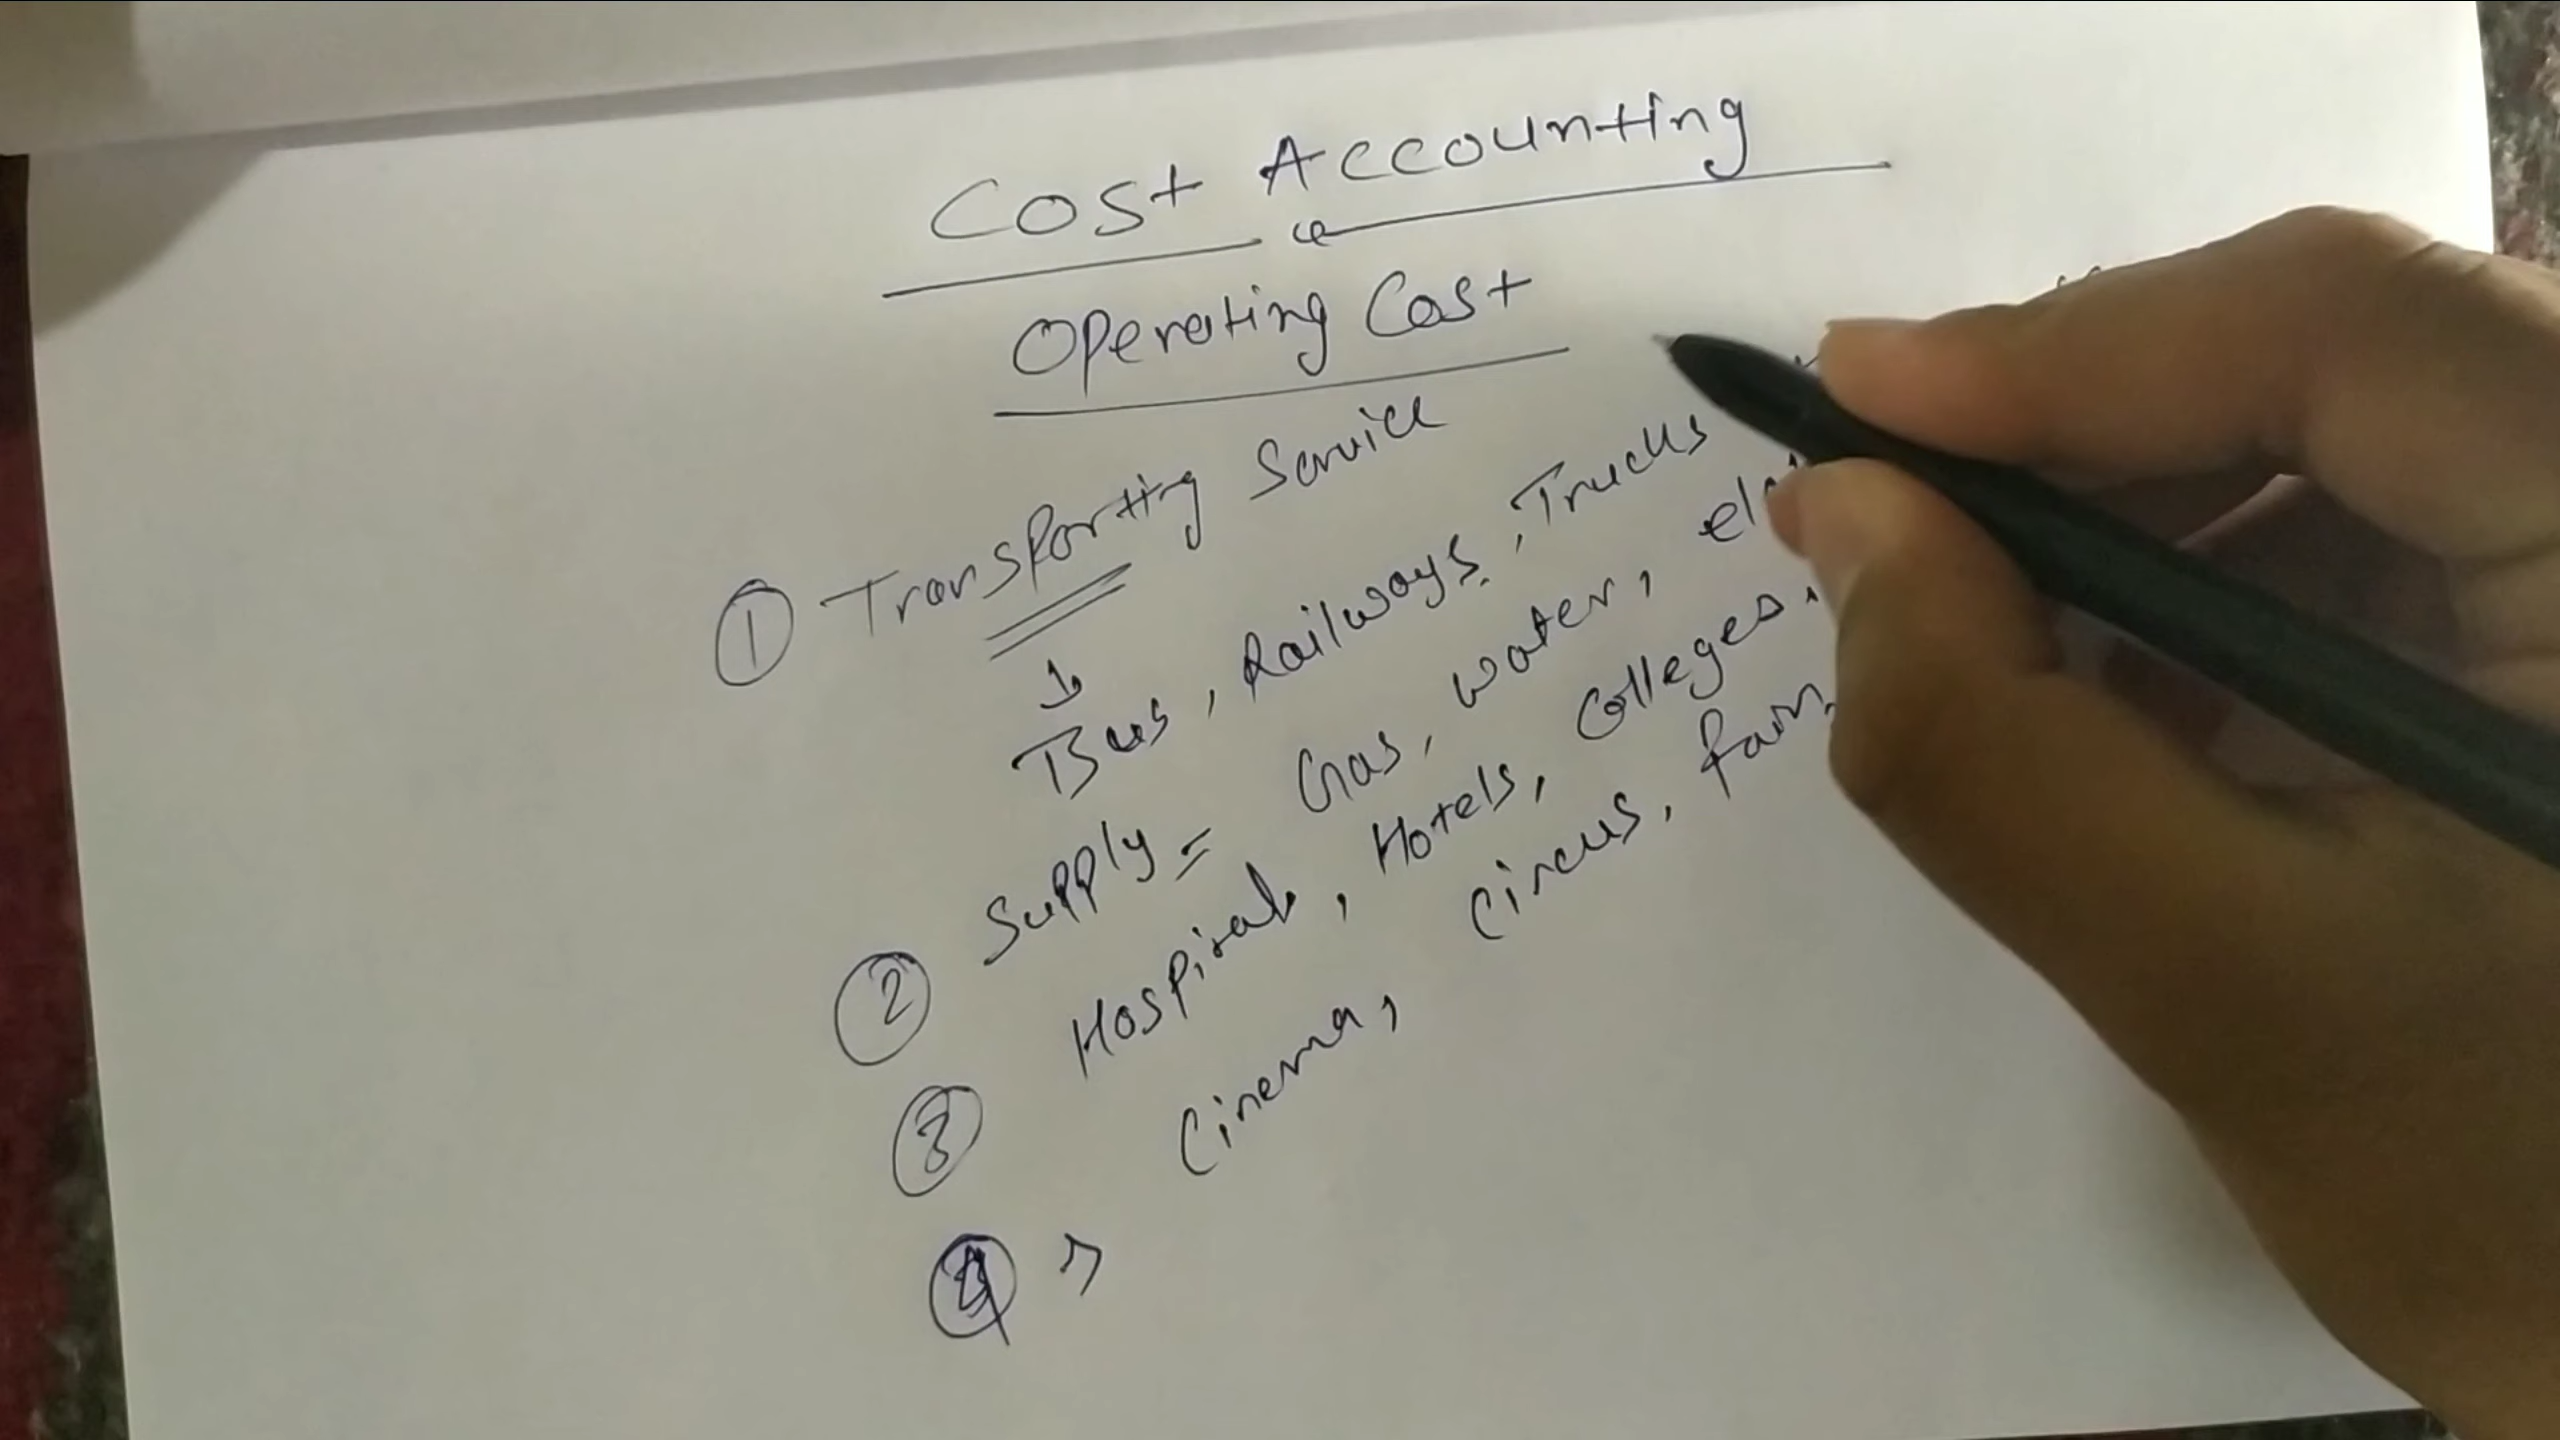 Cost Accounting
Operating Cost
① Transporting Service
Bus, Railways, Trucks
② Supply = Gas, Water,
③ Hospitals, Hotels, Colleges,
④ Cinema, Circus,